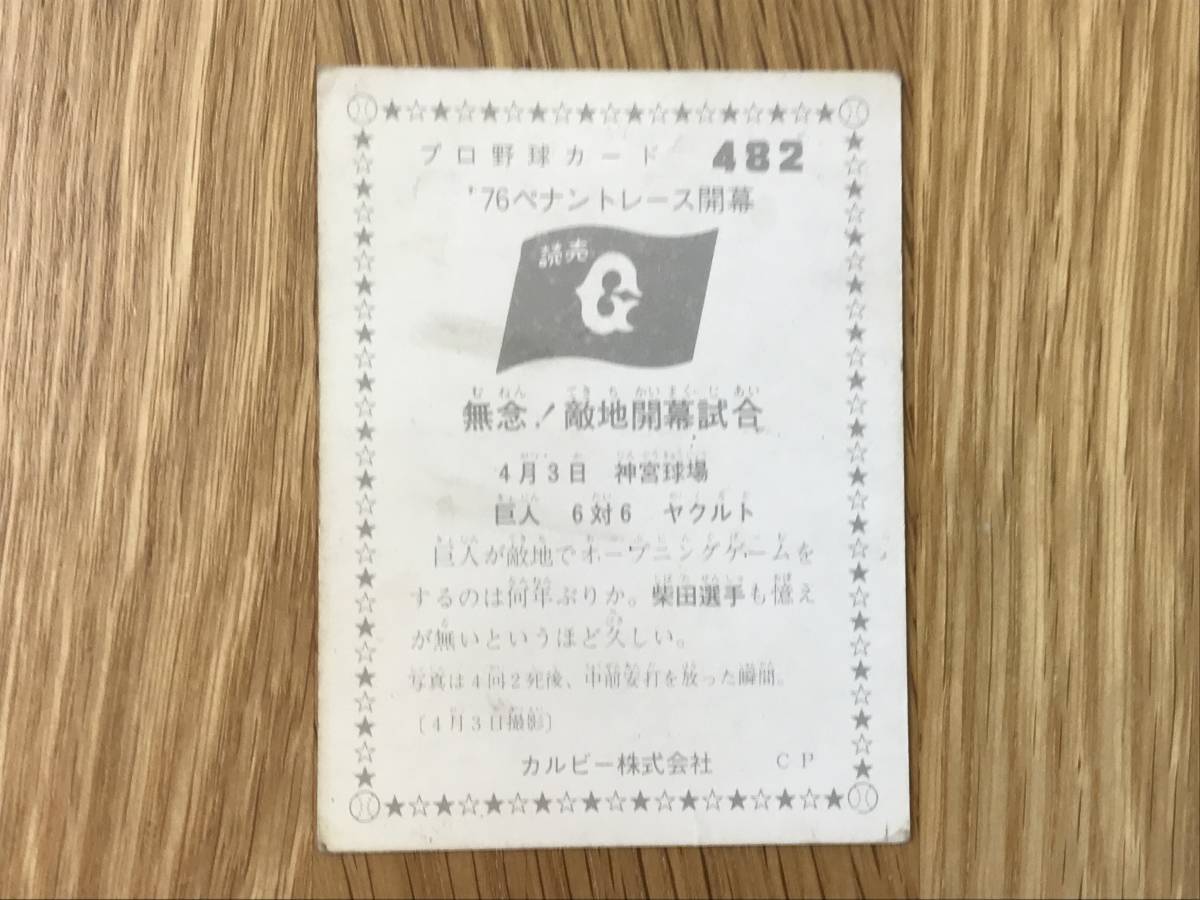 プロ野球カード 482
'76ペナントレース開幕
読売
G
無念！敵地開幕試合
4月3日 神宮球場
巨人 6対6 ヤクルト
巨人が敵地でオープニングゲームを
するのは何年ぶりか。柴田選手も憶え
が無いというほど久しい。
写真は4回2死後、中前安打を放った瞬間。
〔4月3日撮影〕
カルビー株式会社 CP